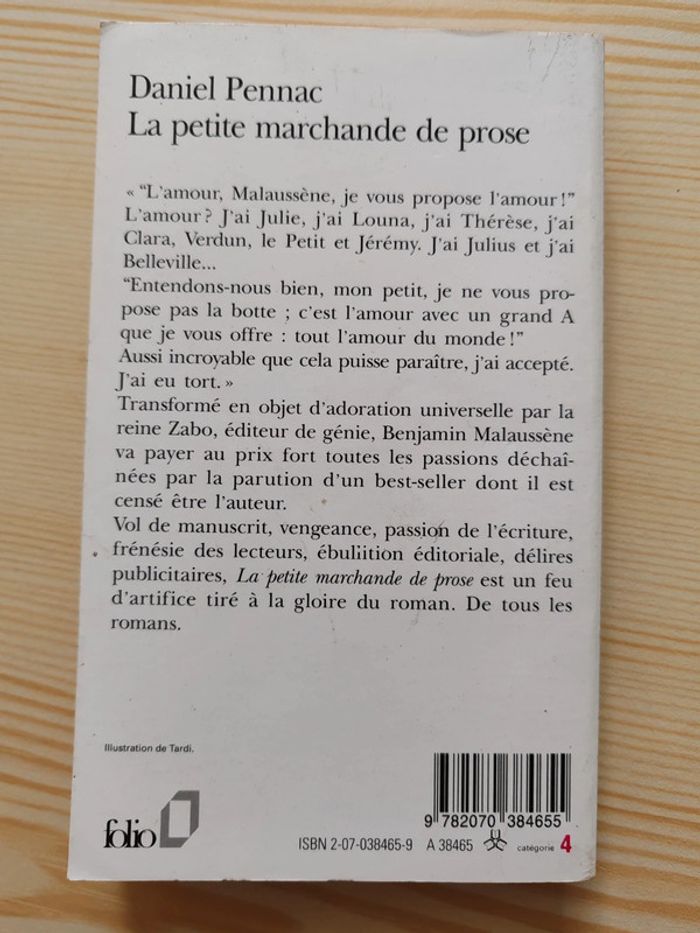 Daniel Pennac
La petite marchande de prose
« “L'amour, Malaussène, je vous propose l'amour!”
L'amour? J'ai Julie, j'ai Louna, j'ai Thérèse, j'ai
Clara, Verdun, le Petit et Jérémy. J'ai Julius et j'ai
Belleville...
“Entendons-nous bien, mon petit, je ne vous pro-
pose pas la botte ; c'est l'amour avec un grand A
que je vous offre : tout l'amour du monde!”
Aussi incroyable que cela puisse paraître, j'ai accepté.
J'ai eu tort. »
Transformé en objet d'adoration universelle par la
reine Zabo, éditeur de génie, Benjamin Malaussène
va payer au prix fort toutes les passions déchaî-
nées par la parution d'un best-seller dont il est
censé être l'auteur.
Vol de manuscrit, vengeance, passion de l'écriture,
frénésie des lecteurs, ébullition éditoriale, délires
publicitaires, La petite marchande de prose est un feu
d'artifice tiré à la gloire du roman. De tous les
romans.
Illustration de Tardi.
9 782070 384655
folio
ISBN 2-07-038465-9 A 38465 catégorie 4